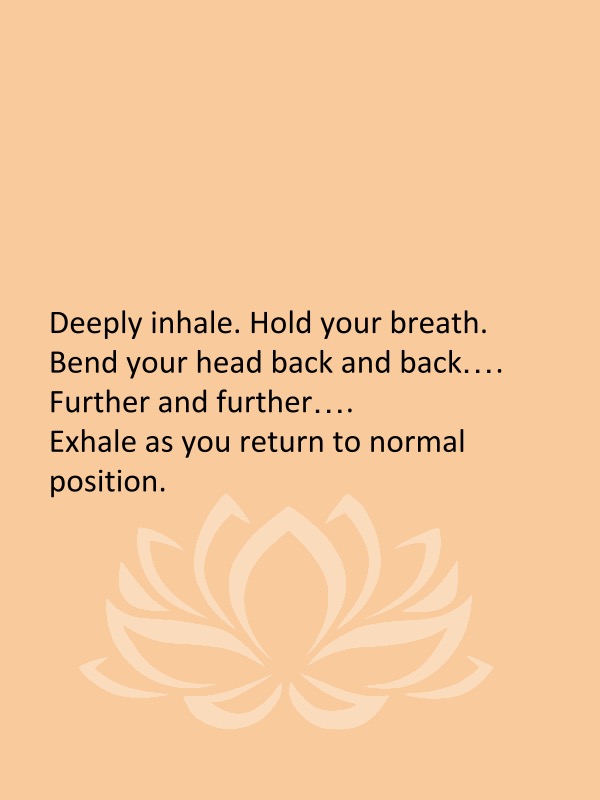 Deeply inhale. Hold your breath.
Bend your head back and back….
Further and further….
Exhale as you return to normal
position.